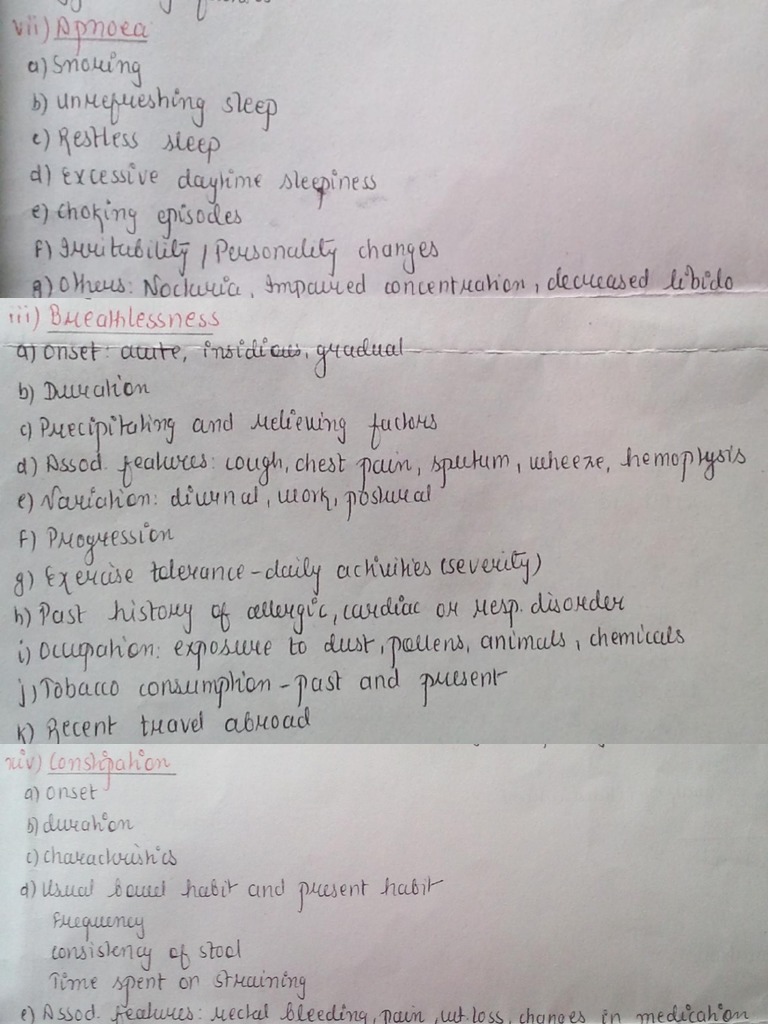 vii) Apnoea
a) Snoring
b) unrefreshing sleep
c) Restless sleep
d) Excessive daytime sleepiness
e) choking episodes
f) Irritability / Personality changes
g) Others: Nocturia, Impaired concentration, decreased libido
iii) Breathlessness
a) onset: acute, insidious, gradual
b) Duration
c) Precipitating and relieving factors
d) Assod. features: cough, chest pain, sputum, wheeze, hemoptysis
e) Variation: diurnal, work, postural
f) Progression
g) Exercise tolerance - daily activities (severity)
h) Past history of allergic, cardiac or resp. disorder
i) Ocupation: exposure to dust, pollens, animals, chemicals
j) Tobacco consumption - past and present
k) Recent travel abroad
xiv) Constipation
a) onset
b) duration
c) characteristics
d) Usual bowel habit and present habit
Frequency
consistency of stool
Time spent on straining
e) Assod. features: rectal bleeding, pain, wt. loss, changes in medication